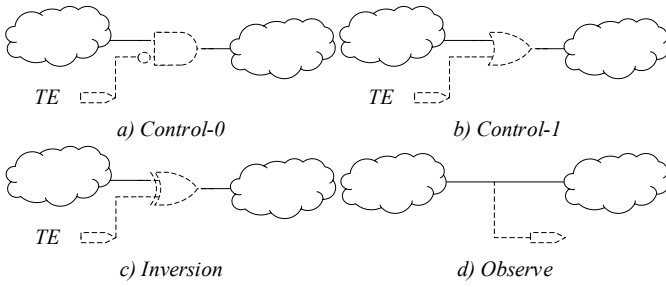 TE
TE
a) Control-0
b) Control-1
TE
c) Inversion
d) Observe